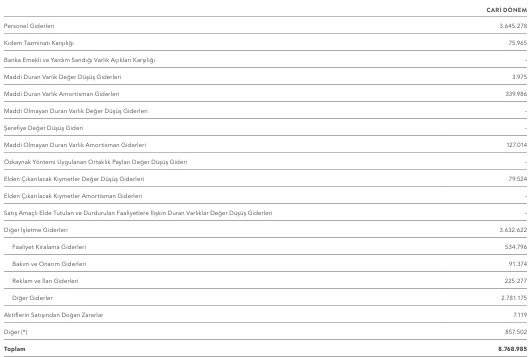 CARİ DÖNEM
Personel Giderleri 3.645.278
Kıdem Tazminatı Karşılığı 75.965
Banka Emekli ve Yardım Sandığı Varlık Açıkları Karşılığı -
Maddi Duran Varlık Değer Düşüş Giderleri 3.975
Maddi Duran Varlık Amortisman Giderleri 339.986
Maddi Olmayan Duran Varlık Değer Düşüş Giderleri -
Şerefiye Değer Düşüş Gideri -
Maddi Olmayan Duran Varlık Amortisman Giderleri 127.014
Özkaynak Yöntemi Uygulanan Ortaklık Payları Değer Düşüş Gideri -
Elden Çıkarılacak Kıymetler Değer Düşüş Giderleri 79.524
Elden Çıkarılacak Kıymetler Amortisman Giderleri -
Satış Amaçlı Elde Tutulan ve Durdurulan Faaliyetlere İlişkin Duran Varlıklar Değer Düşüş Giderleri -
Diğer İşletme Giderleri 3.632.622
Faaliyet Kiralama Giderleri 534.796
Bakım ve Onarım Giderleri 91.374
Reklam ve İlan Giderleri 225.277
Diğer Giderler 2.781.175
Aktiflerin Satışından Doğan Zararlar 7.119
Diğer (*) 857.502
Toplam 8.768.985